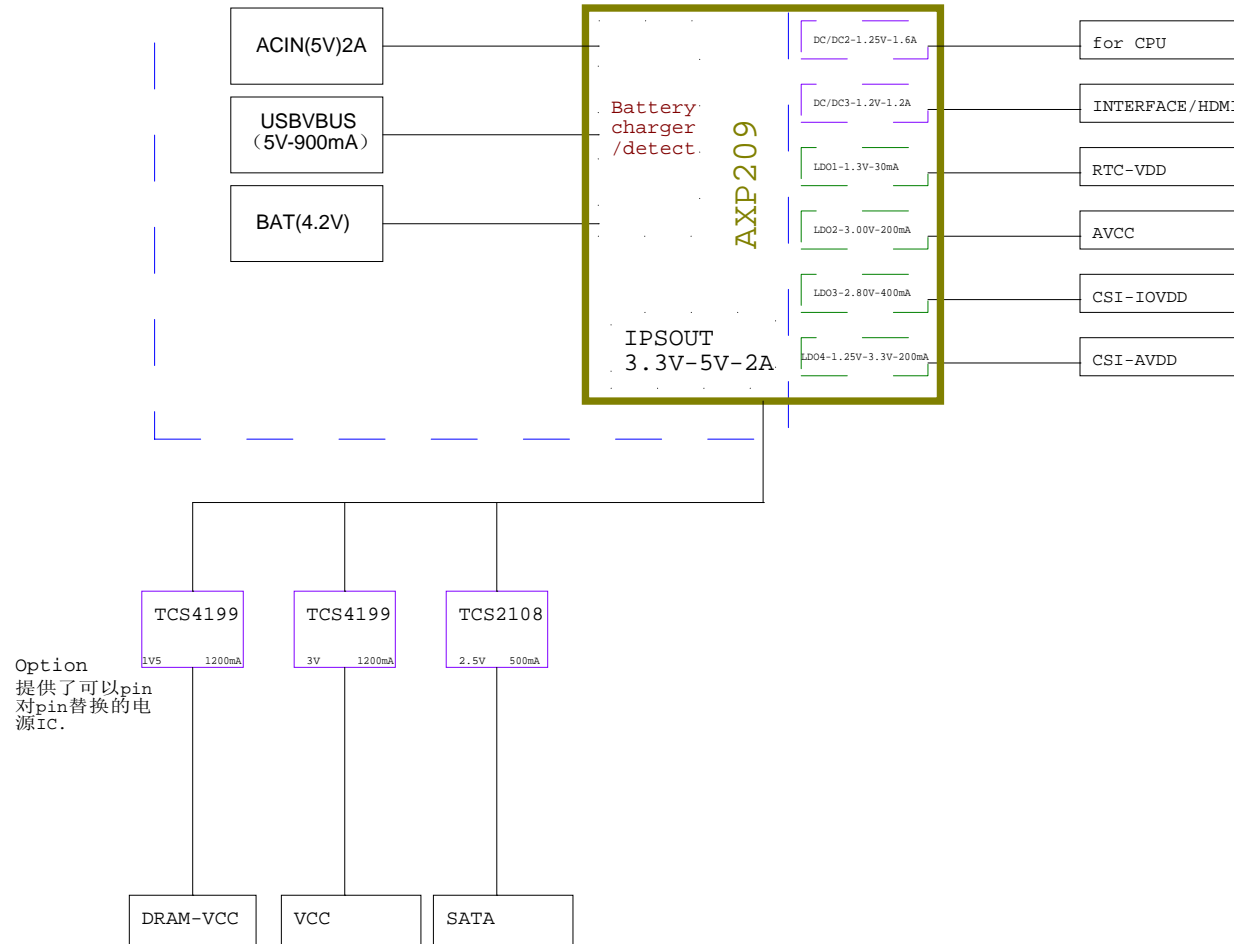 ACIN(5V)2A
USBVBUS
（5V-900mA）
BAT(4.2V)
Battery
charger
/detect
AXP209
IPSOUT
3.3V-5V-2A
DC/DC2-1.25V-1.6A
DC/DC3-1.2V-1.2A
LDO1-1.3V-30mA
LDO2-3.00V-200mA
LDO3-2.80V-400mA
LDO4-1.25V-3.3V-200mA
for CPU
INTERFACE/HDMI
RTC-VDD
AVCC
CSI-IOVDD
CSI-AVDD
TCS4199
1V5 1200mA
TCS4199
3V 1200mA
TCS2108
2.5V 500mA
Option
提供了可以pin
对pin替换的电
源IC.
DRAM-VCC
VCC
SATA